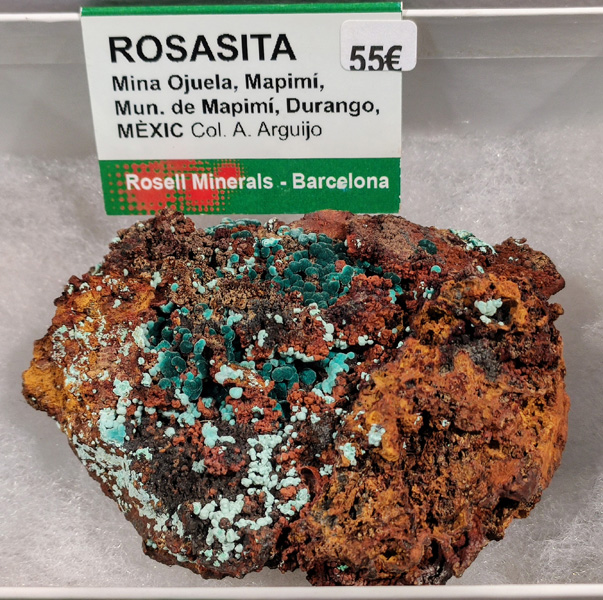 ROSASITA
55€
Mina Ojuela, Mapimí,
Mun. de Mapimí, Durango,
MÈXIC Col. A. Arguijo
Rosell Minerals - Barcelona